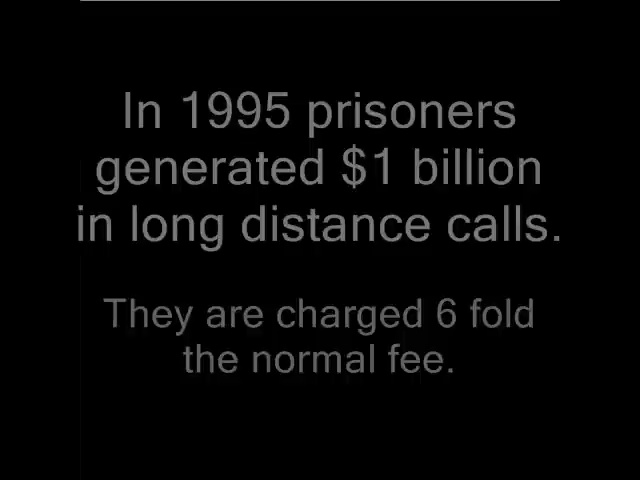 In 1995 prisoners
generated $1 billion
in long distance calls.
They are charged 6 fold
the normal fee.